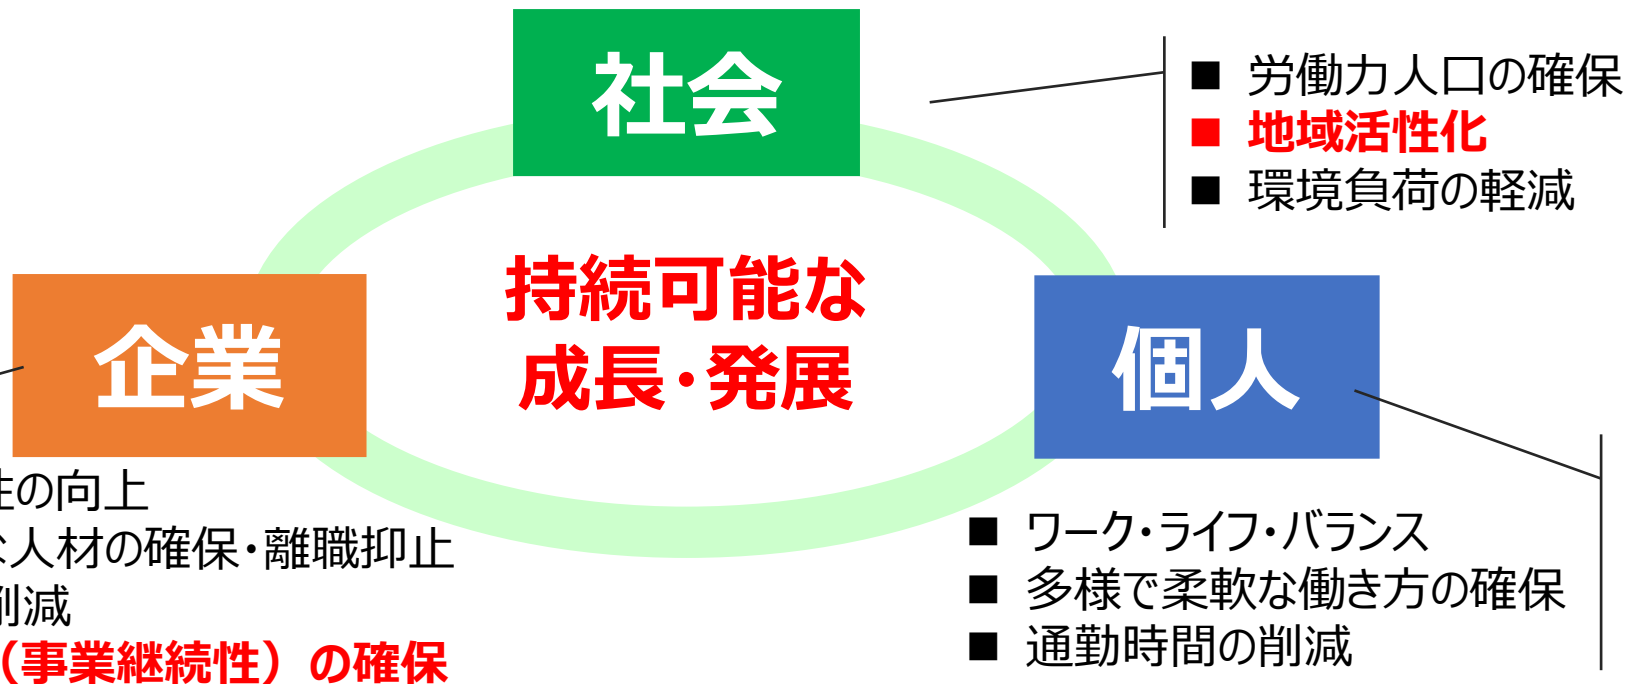 社会
■ 労働力人口の確保
■ 地域活性化
■ 環境負荷の軽減
持続可能な
成長・発展
企業
個人
の向上
人材の確保・離職抑止
削減
（事業継続性）の確保
■ ワーク・ライフ・バランス
■ 多様で柔軟な働き方の確保
■ 通勤時間の削減